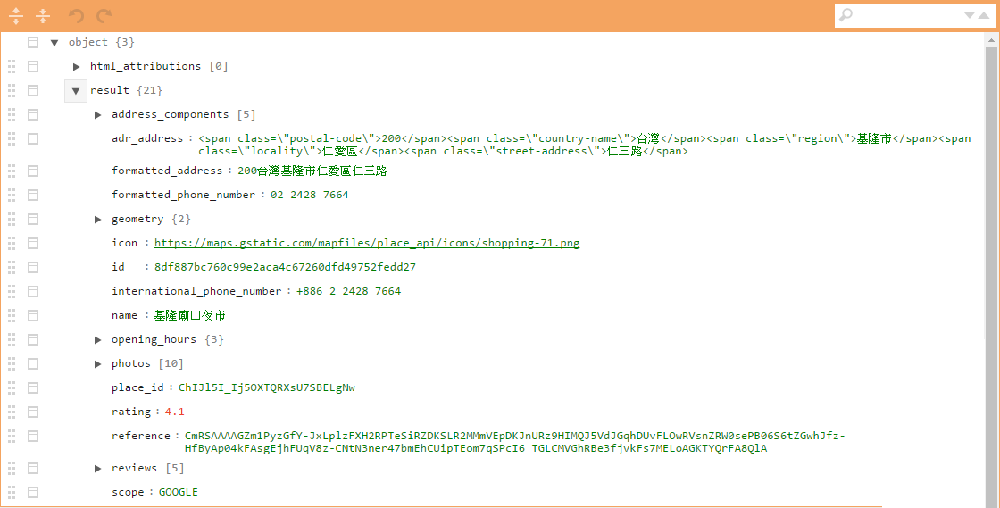 object {3}
html_attributions [0]
result {21}
address_components [5]
adr_address : <span class=\"postal-code\">200</span><span class=\"country-name\">台灣</span><span class=\"region\">基隆市</span><span
class=\"locality\">仁愛區</span><span class=\"street-address\">仁三路</span>
formatted_address : 200台灣基隆市仁愛區仁三路
formatted_phone_number : 02 2428 7664
geometry {2}
icon : https://maps.gstatic.com/mapfiles/place_api/icons/shopping-71.png
id : 8df887bc760c99e2aca4c67260dfd49752fedd27
international_phone_number : +886 2 2428 7664
name : 基隆廟口夜市
opening_hours {3}
photos [10]
place_id : ChIJl5I_Ij5OXTQRXsU7SBELgNw
rating : 4.1
reference : CmRSAAAAGZm1PyzGfY-JxLplzFXH2RPTeSiRZDKSLR2MMmVEpDKJnURz9HIMQJ5VdJGqhDUvFLOwRVsnZRW0sePB06S6tZGwhJfz-
HfByAp04kFAsgEjhFUqV8z-CNtN3ner47bmEhCUipTEom7qSPcI6_TGLCMVGhRBe3fjvkFs7MELoAGKTYQrFA8QlA
reviews [5]
scope : GOOGLE